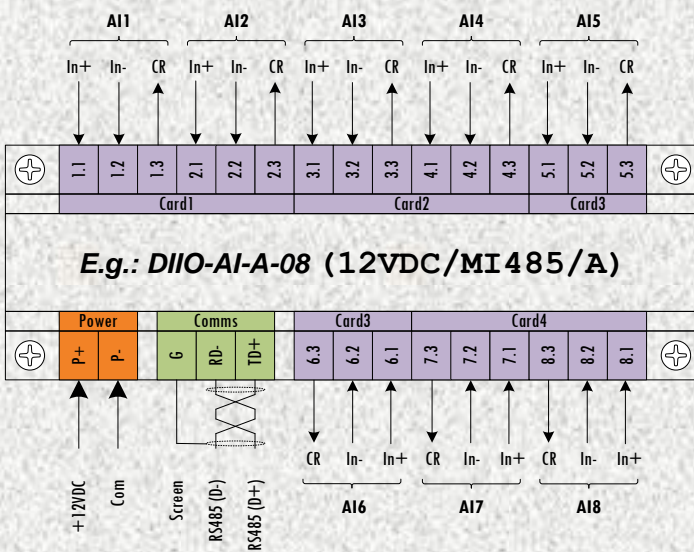 AI1 AI2 AI3 AI4 AI5
In+ In- CR In+ In- CR In+ In- CR In+ In- CR In+ In- CR
1.1 1.2 1.3 2.1 2.2 2.3 3.1 3.2 3.3 4.1 4.2 4.3 5.1 5.2 5.3
Card1 Card2 Card3
E.g.: DIIO-AI-A-08 (12VDC/MI485/A)
Power Comms Card3 Card4
P+ P- G RD- TD+ 6.3 6.2 6.1 7.3 7.2 7.1 8.3 8.2 8.1
CR In- In+ CR In- In+ CR In- In+
+12VDC Com Screen RS485 (D-) RS485 (D+)
AI6 AI7 AI8